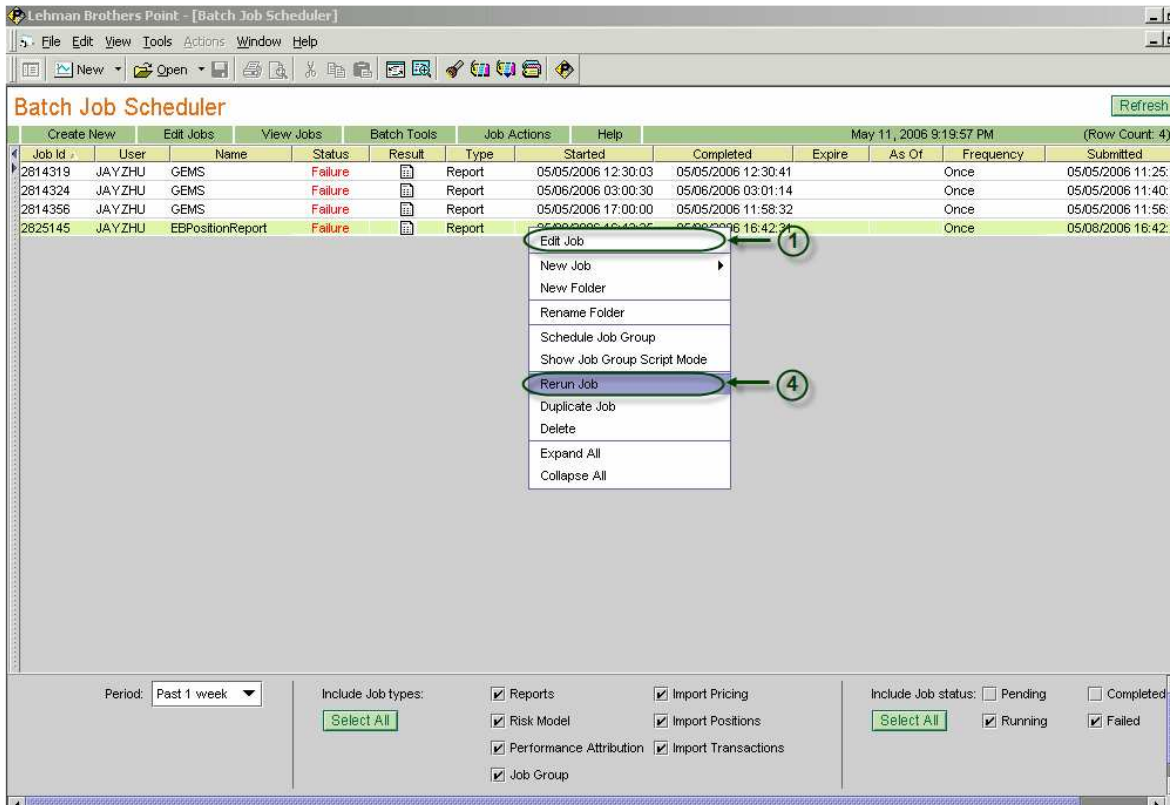 Lehman Brothers Point - [Batch Job Scheduler]
File Edit View Tools Actions Window Help
New Open
Batch Job Scheduler Refresh
Create New Edit Jobs View Jobs Batch Tools Job Actions Help May 11, 2006 9:19:57 PM (Row Count: 4)
Job Id User Name Status Result Type Started Completed Expire As Of Frequency Submitted
2814319 JAYZHU GEMS Failure Report 05/05/2006 12:30:03 05/05/2006 12:30:41 Once 05/05/2006 11:25:
2814324 JAYZHU GEMS Failure Report 05/06/2006 03:00:30 05/06/2006 03:01:14 Once 05/05/2006 11:40:
2814356 JAYZHU GEMS Failure Report 05/05/2006 17:00:00 05/05/2006 11:58:32 Once 05/05/2006 11:56:
2825145 JAYZHU EBPositionReport Failure Report Once 05/08/2006 16:42:
Edit Job 1
New Job
New Folder
Rename Folder
Schedule Job Group
Show Job Group Script Mode
Rerun Job 4
Duplicate Job
Delete
Expand All
Collapse All
Period: Past 1 week Include Job types: Reports Import Pricing Include Job status: Pending Completed
Select All Risk Model Import Positions Select All Running Failed
Performance Attribution Import Transactions
Job Group